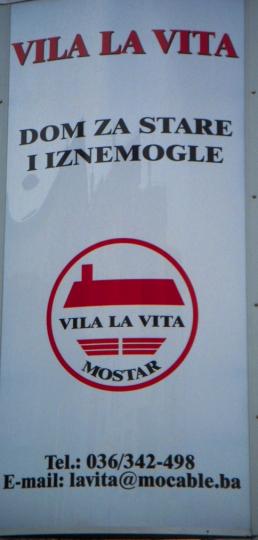 VILA LA VITA
DOM ZA STARE
I IZNEMOGLE
VILA LA VITA
MOSTAR
Tel.: 036/342-498
E-mail: lavita@mocable.ba